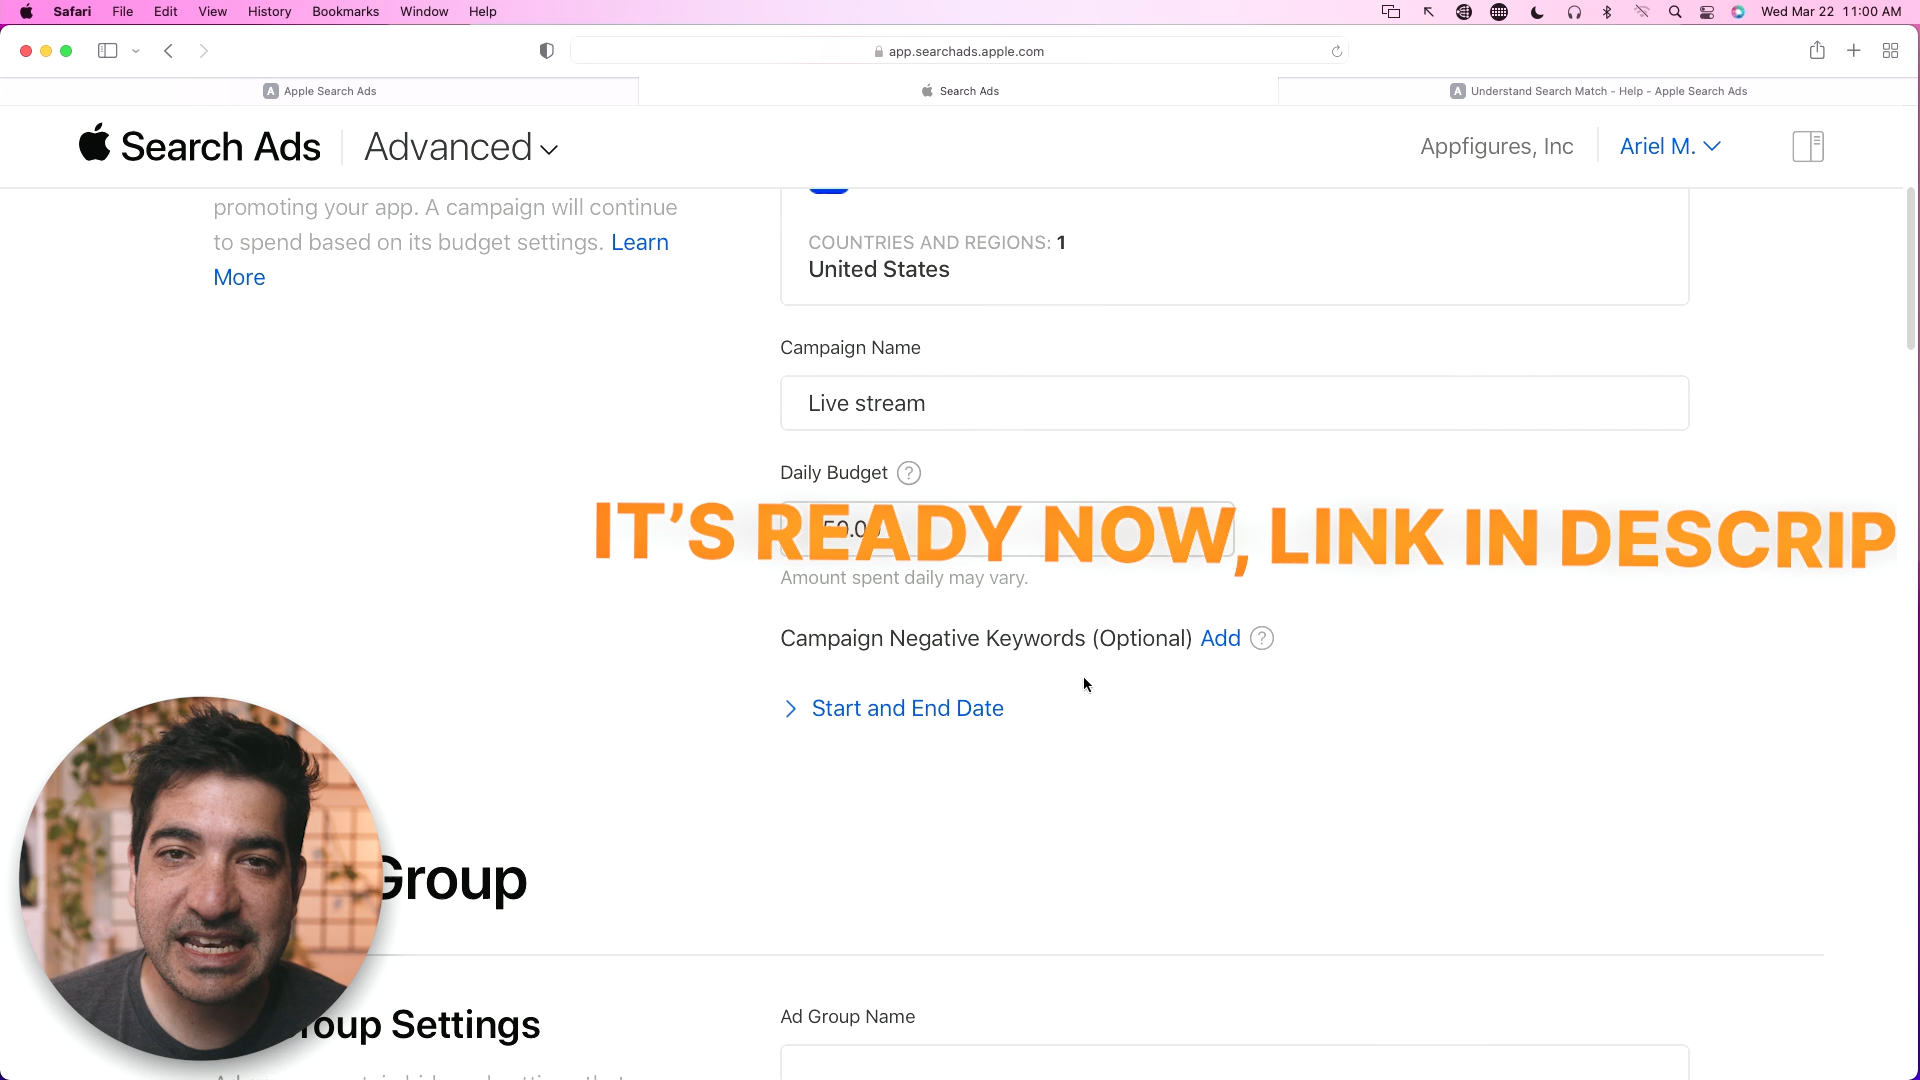 Safari File Edit View History Bookmarks Window Help Wed Mar 22 11:00 AM
app.searchads.apple.com
A Apple Search Ads
Search Ads
A Understand Search Match - Help - Apple Search Ads
Search Ads Advanced
Appfigures, Inc Ariel M.
promoting your app. A campaign will continue
to spend based on its budget settings. Learn
More
COUNTRIES AND REGIONS: 1
United States
Campaign Name
Live stream
Daily Budget ?
IT'S READY NOW, LINK IN DESCRIP
Amount spent daily may vary.
Campaign Negative Keywords (Optional) Add ?
Start and End Date
Group
Group Settings
Ad Group Name